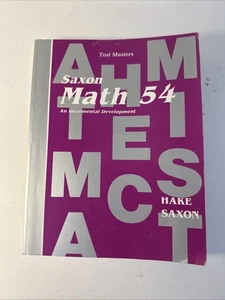 Test Masters
Saxon
Math 54
An Incremental Development
A H M
T I
E
M C S
A T
HAKE
SAXON